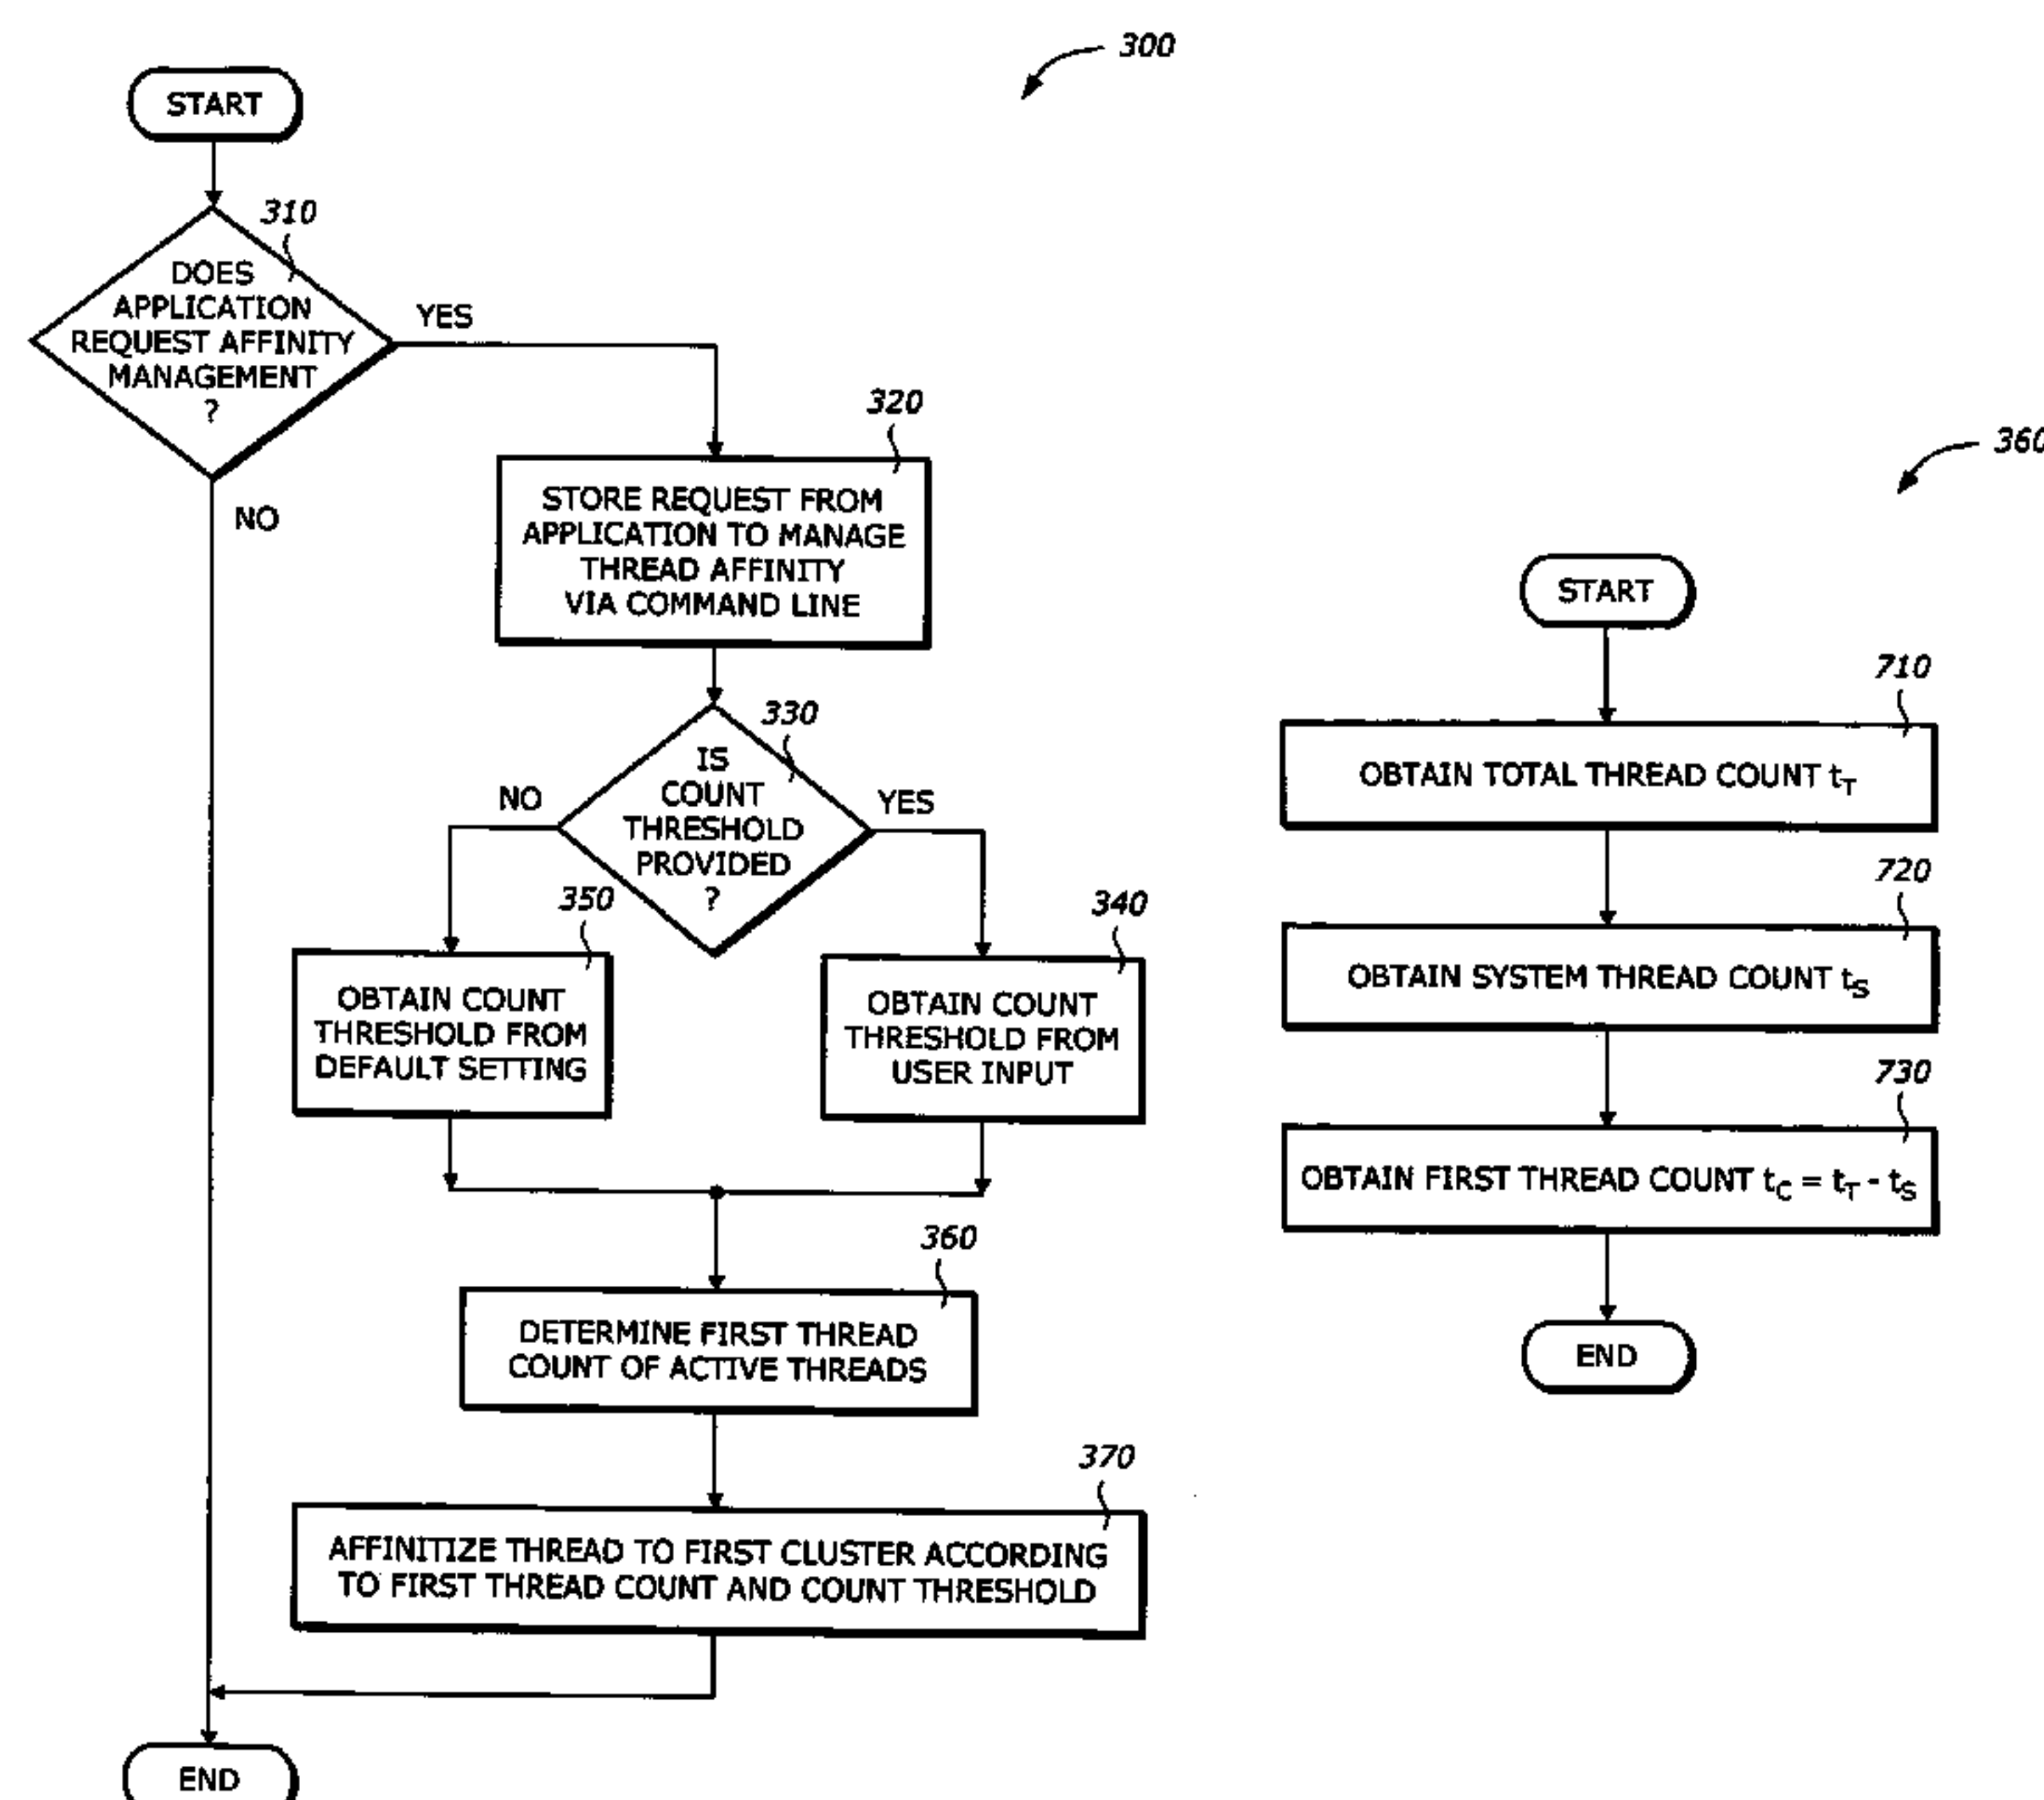 300
START
310
DOES
APPLICATION
REQUEST AFFINITY
MANAGEMENT
?
YES
NO
320
STORE REQUEST FROM
APPLICATION TO MANAGE
THREAD AFFINITY
VIA COMMAND LINE
330
IS
COUNT
THRESHOLD
PROVIDED
?
NO
YES
350
OBTAIN COUNT
THRESHOLD FROM
DEFAULT SETTING
340
OBTAIN COUNT
THRESHOLD FROM
USER INPUT
360
DETERMINE FIRST THREAD
COUNT OF ACTIVE THREADS
370
AFFINITIZE THREAD TO FIRST CLUSTER ACCORDING
TO FIRST THREAD COUNT AND COUNT THRESHOLD
END
360
START
710
OBTAIN TOTAL THREAD COUNT tT
720
OBTAIN SYSTEM THREAD COUNT tS
730
OBTAIN FIRST THREAD COUNT tC = tT - tS
END